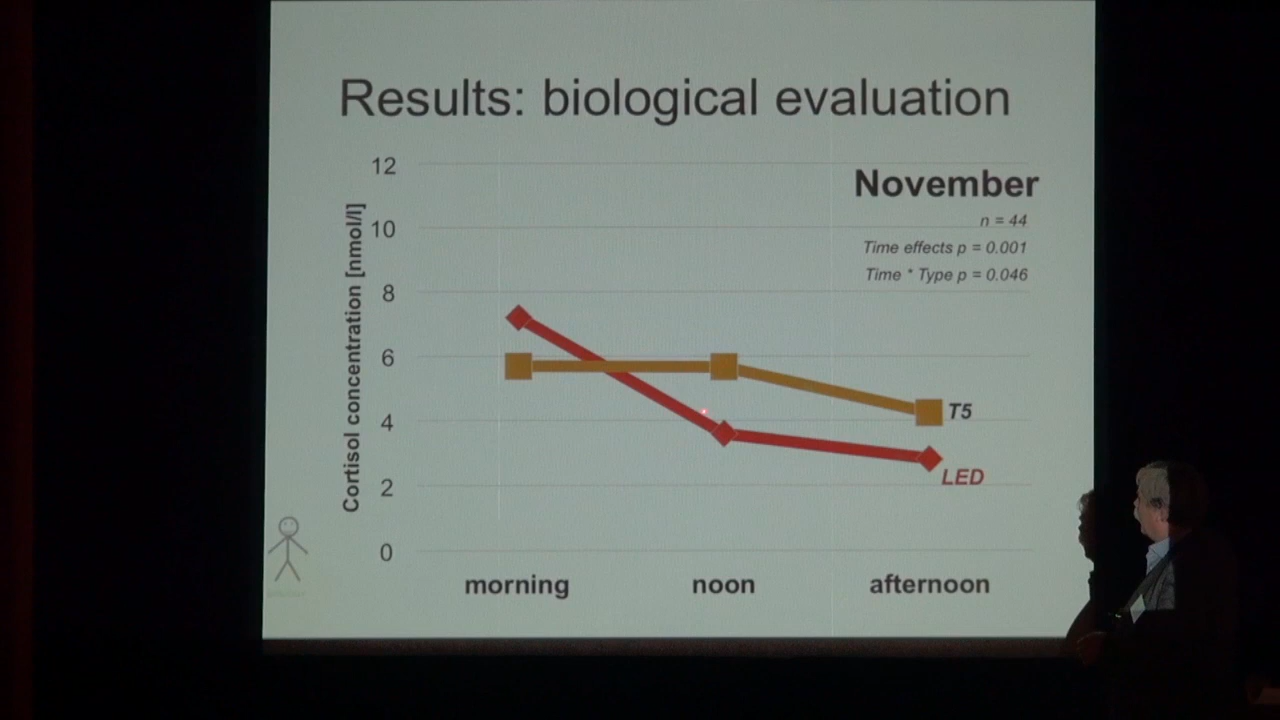 Results: biological evaluation
12
November
n = 44
10
Time effects p = 0.001
Time * Type p = 0.046
8
6
4
2
0
Cortisol concentration [nmol/l]
T5
LED
morning
noon
afternoon